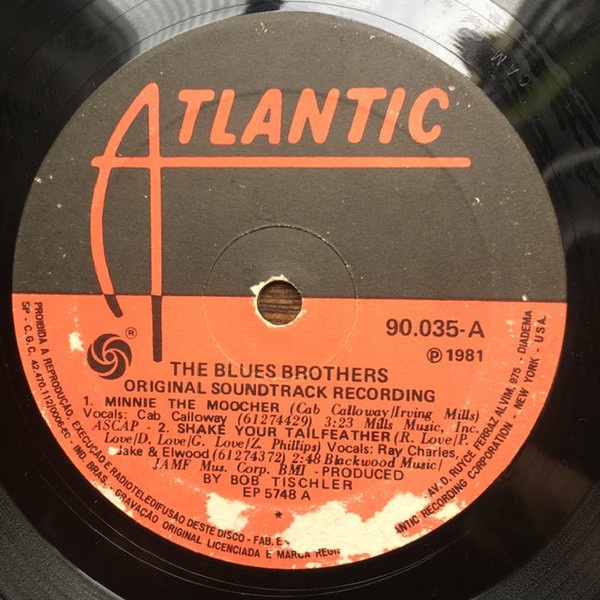 ATLANTIC
®
90.035-A
℗ 1981
THE BLUES BROTHERS
ORIGINAL SOUNDTRACK RECORDING
1. MINNIE THE MOOCHER (Cab Calloway/Irving Mills)
Vocals: Cab Calloway (61274429) 3:23 Mills Music, Inc.
ASCAP - 2. SHAKE YOUR TAILFEATHER (R. Love/P.
Love/D. Love/G. Love/Z. Phillips) Vocals: Ray Charles,
Jake & Elwood (61274372) 2:48 Blackwood Music/
JAMF Mus. Corp. BMI - PRODUCED
BY BOB TISCHLER
EP 5748 A
*
PROIBIDA A REPRODUÇÃO, EXECUÇÃO E RADIOTELEDIFUSÃO DESTE DISCO - FAB. E
AV. D. RUYCE FERRAZ ALVIM, 975 - DIADEMA
SP - C.G.C. 42.470.112/0006-20. IND. BRAS. - GRAVAÇÃO ORIGINAL LICENCIADA E MARCA REGI
ANTIC RECORDING CORPORATION - NEW YORK - USA.